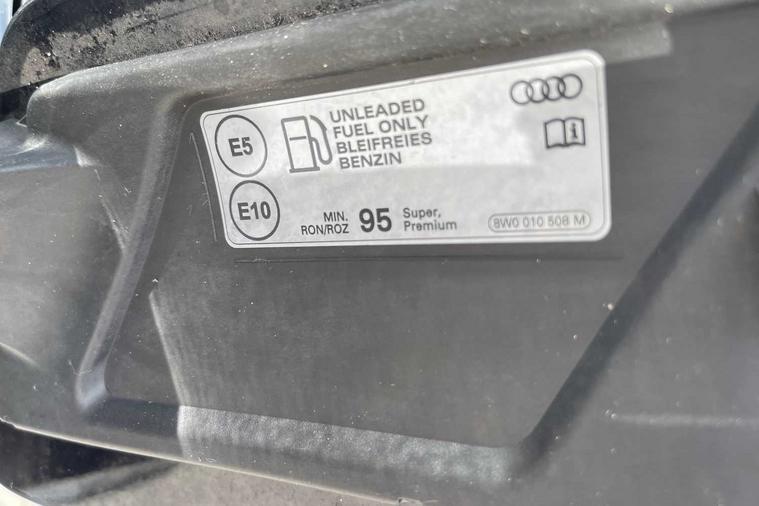 E5
UNLEADED
FUEL ONLY
BLEIFREIES
BENZIN
E10
MIN.
RON/ROZ
95
Super,
Premium
8W0 010 508 M
i